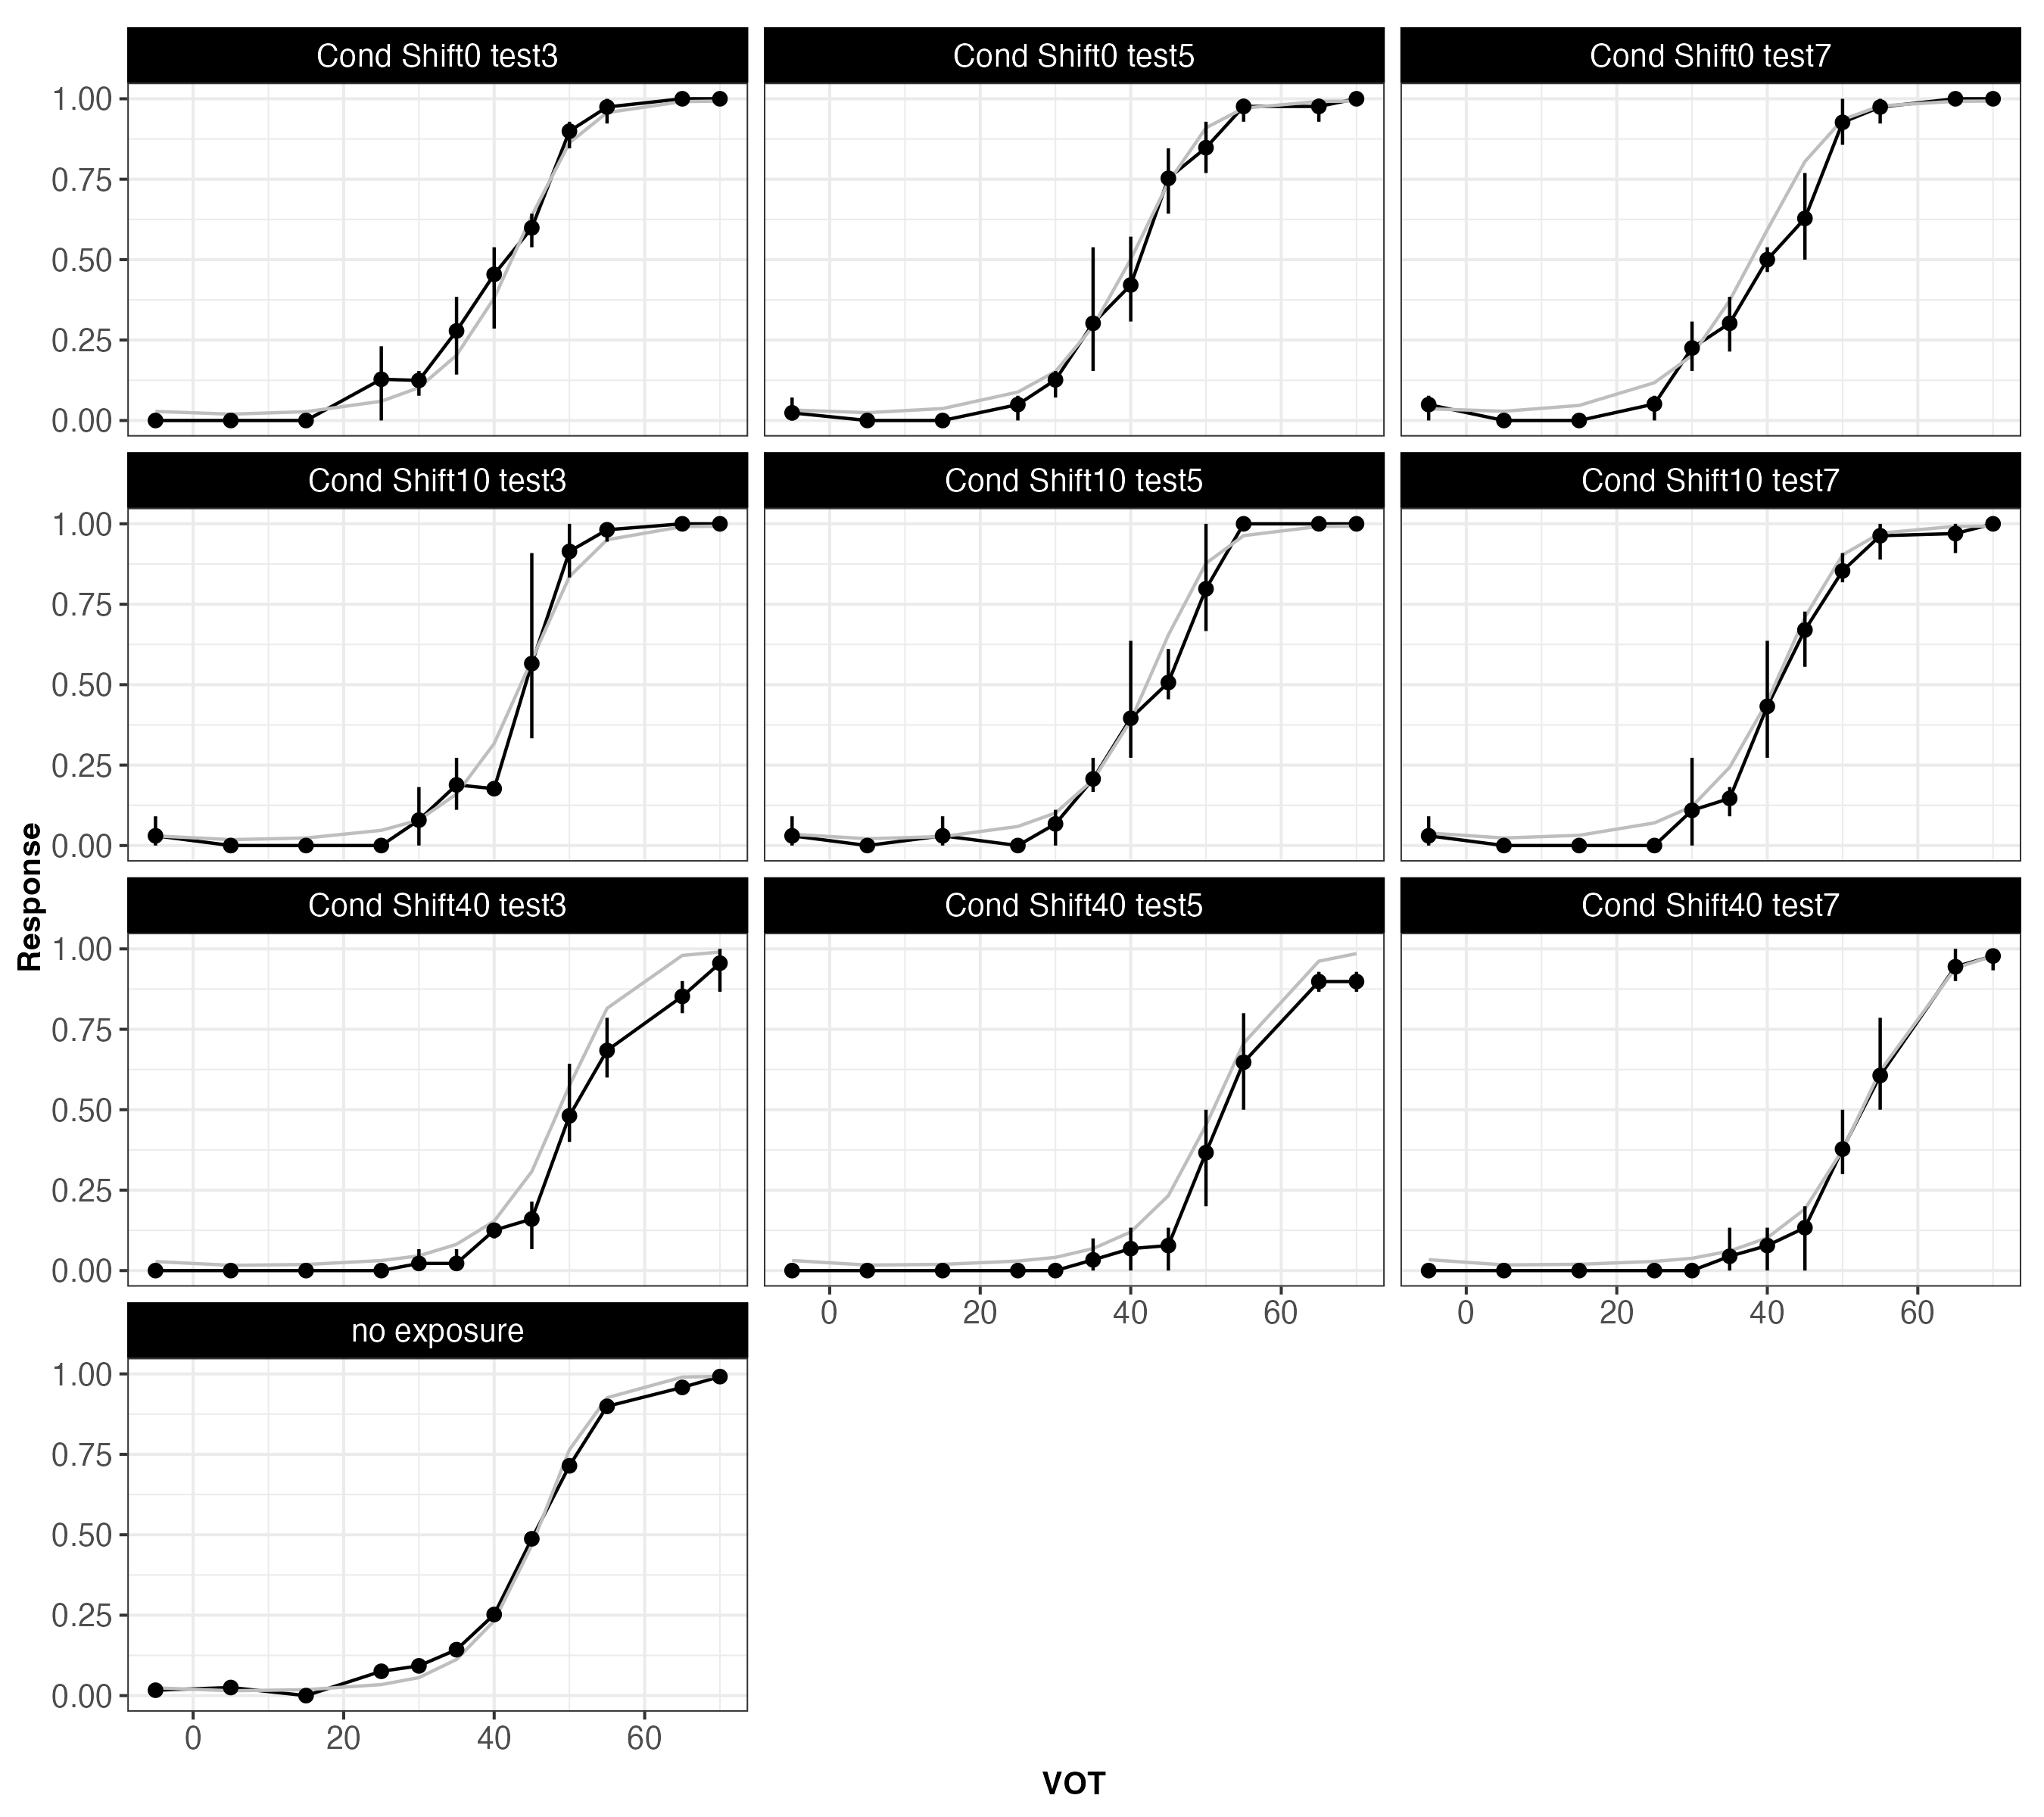 Cond Shift0 test3
Cond Shift0 test5
Cond Shift0 test7
1.00
0.75
0.50
0.25
0.00
Cond Shift10 test3
Cond Shift10 test5
Cond Shift10 test7
1.00
0.75
0.50
0.25
0.00
Cond Shift40 test3
Cond Shift40 test5
Cond Shift40 test7
1.00
0.75
0.50
0.25
0.00
0 20 40 60
0 20 40 60
no exposure
1.00
0.75
0.50
0.25
0.00
0 20 40 60
Response
VOT